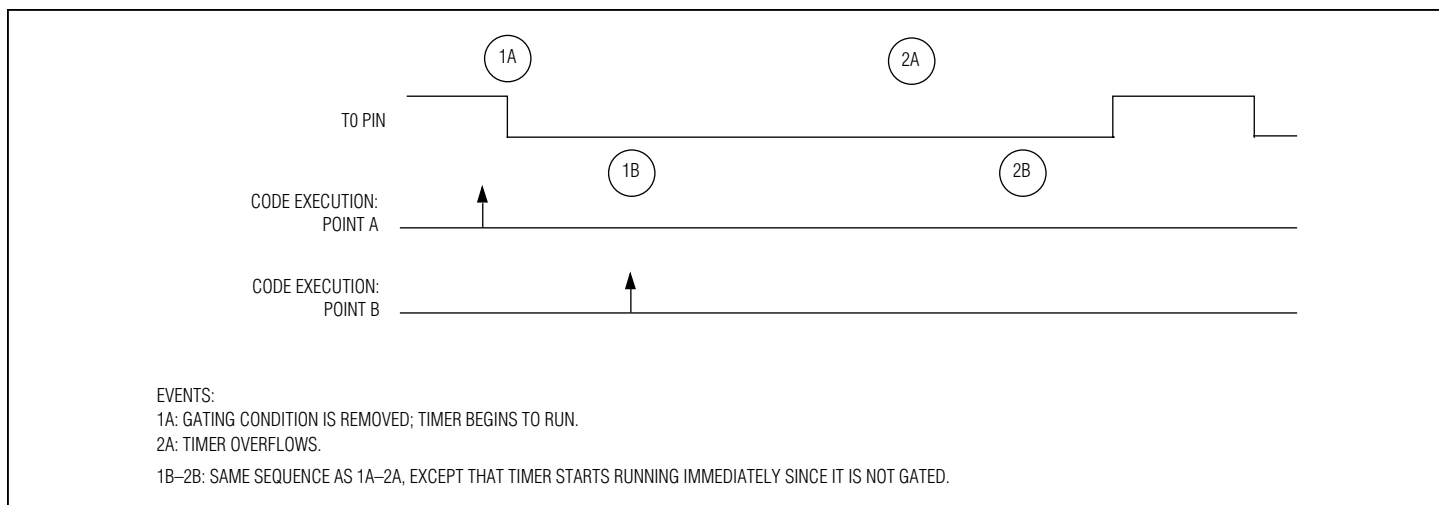 1A
2A
T0 PIN
1B
2B
CODE EXECUTION:
POINT A
CODE EXECUTION:
POINT B
EVENTS:
1A: GATING CONDITION IS REMOVED; TIMER BEGINS TO RUN.
2A: TIMER OVERFLOWS.
1B–2B: SAME SEQUENCE AS 1A–2A, EXCEPT THAT TIMER STARTS RUNNING IMMEDIATELY SINCE IT IS NOT GATED.